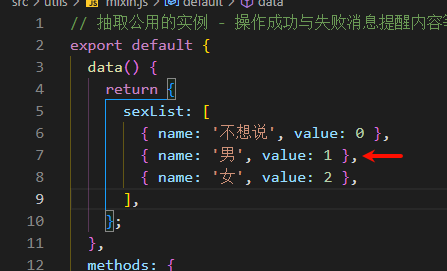 src > utils > JS mixin.js > default > data
1 // 抽取公用的实例 - 操作成功与失败消息提醒内容
2 export default {
3 data() {
4 return {
5 sexList: [
6 { name: '不想说', value: 0 },
7 { name: '男', value: 1 },
8 { name: '女', value: 2 },
9 ],
10 };
11 },
12 methods: {